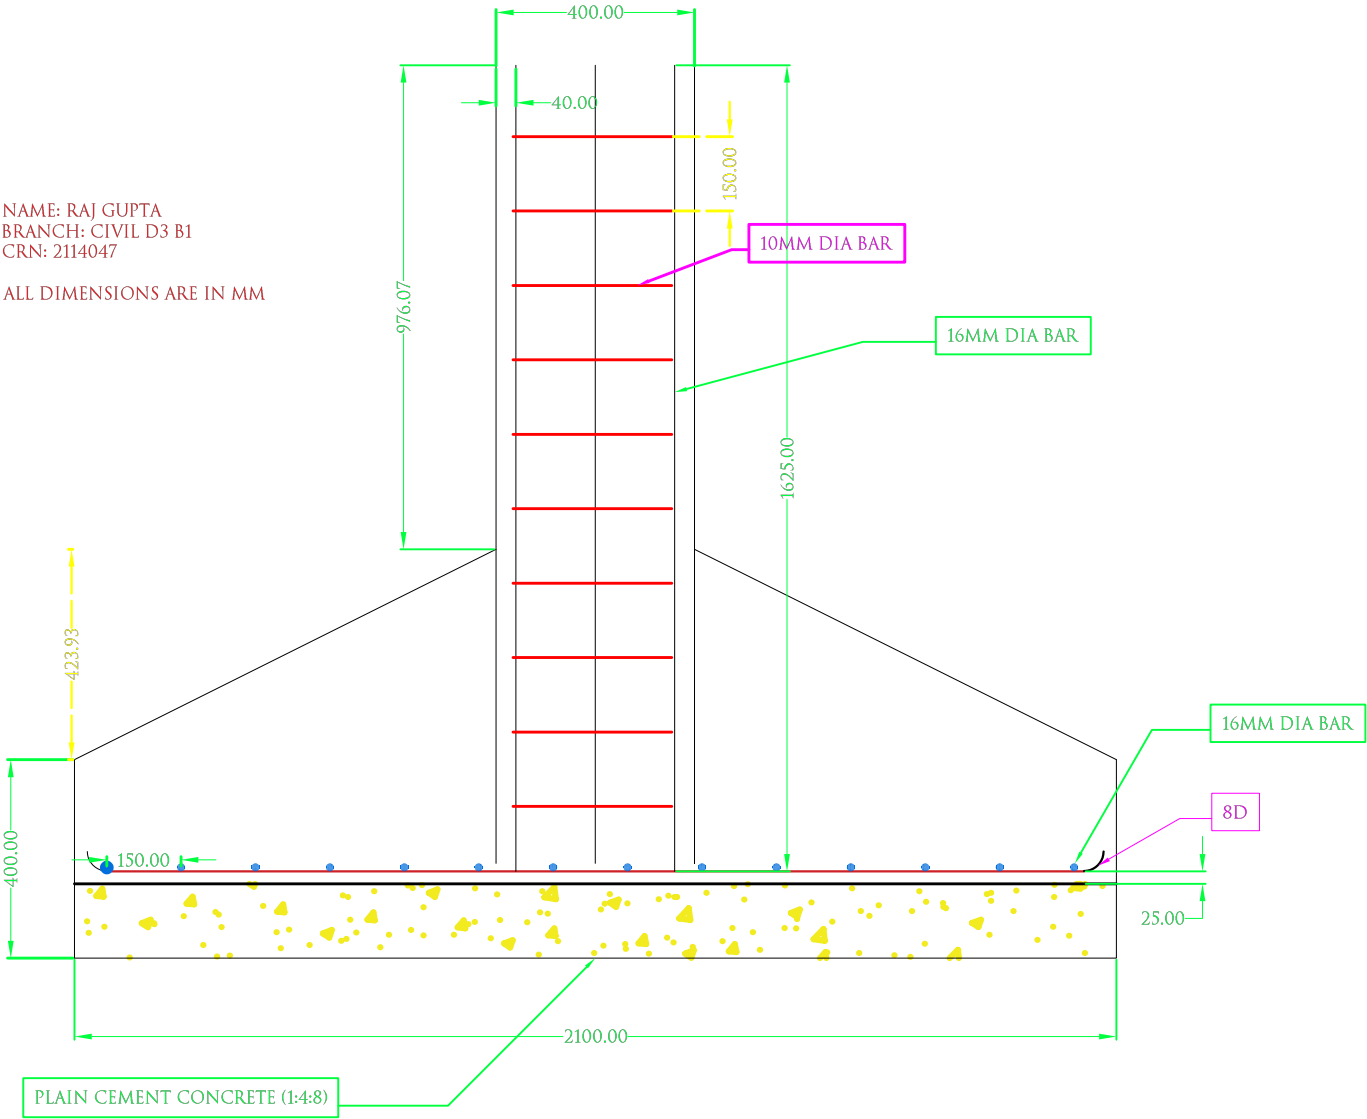 400.00
40.00
150.00
NAME: RAJ GUPTA
BRANCH: CIVIL D3 B1
CRN: 2114047
10MM DIA BAR
ALL DIMENSIONS ARE IN MM
976.07
16MM DIA BAR
1625.00
423.93
16MM DIA BAR
8D
400.00
150.00
25.00
2100.00
PLAIN CEMENT CONCRETE (1:4:8)